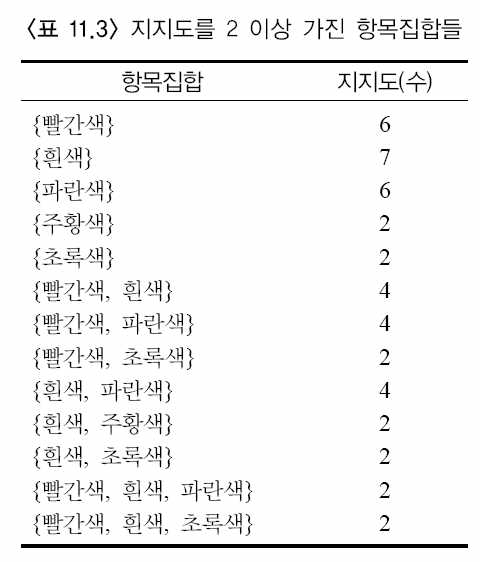 〈표 11.3〉 지지도를 2 이상 가진 항목집합들
항목집합 지지도(수)
{빨간색} 6
{흰색} 7
{파란색} 6
{주황색} 2
{초록색} 2
{빨간색, 흰색} 4
{빨간색, 파란색} 4
{빨간색, 초록색} 2
{흰색, 파란색} 4
{흰색, 주황색} 2
{흰색, 초록색} 2
{빨간색, 흰색, 파란색} 2
{빨간색, 흰색, 초록색} 2